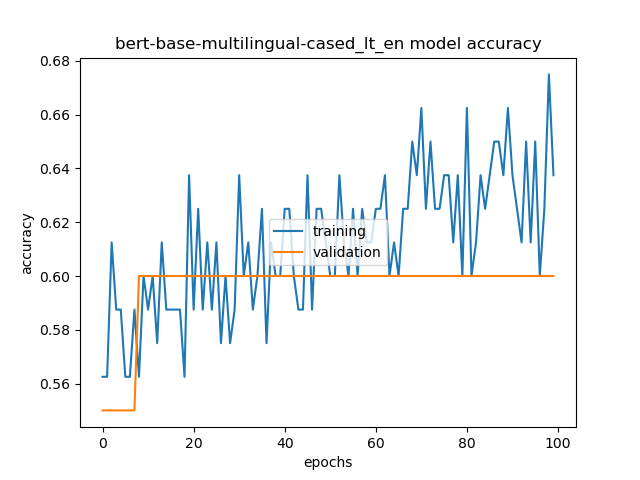 bert-base-multilingual-cased_lt_en model accuracy
0.68
0.66
0.64
0.62
0.60
0.58
0.56
accuracy
training
validation
0
20
40
60
80
100
epochs